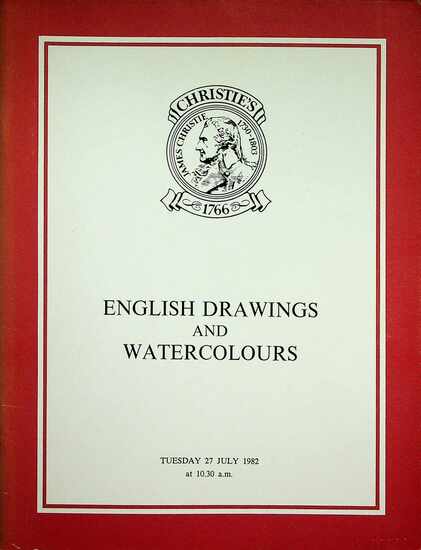 CHRISTIE'S
JAMES CHRISTIE 1730-1803
1766
ENGLISH DRAWINGS
AND
WATERCOLOURS
TUESDAY 27 JULY 1982
at 10.30 a.m.